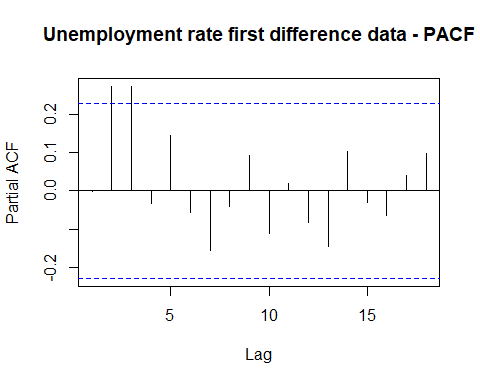 Unemployment rate first difference data - PACF
Partial ACF
0.2
0.1
0.0
-0.2
5
10
15
Lag